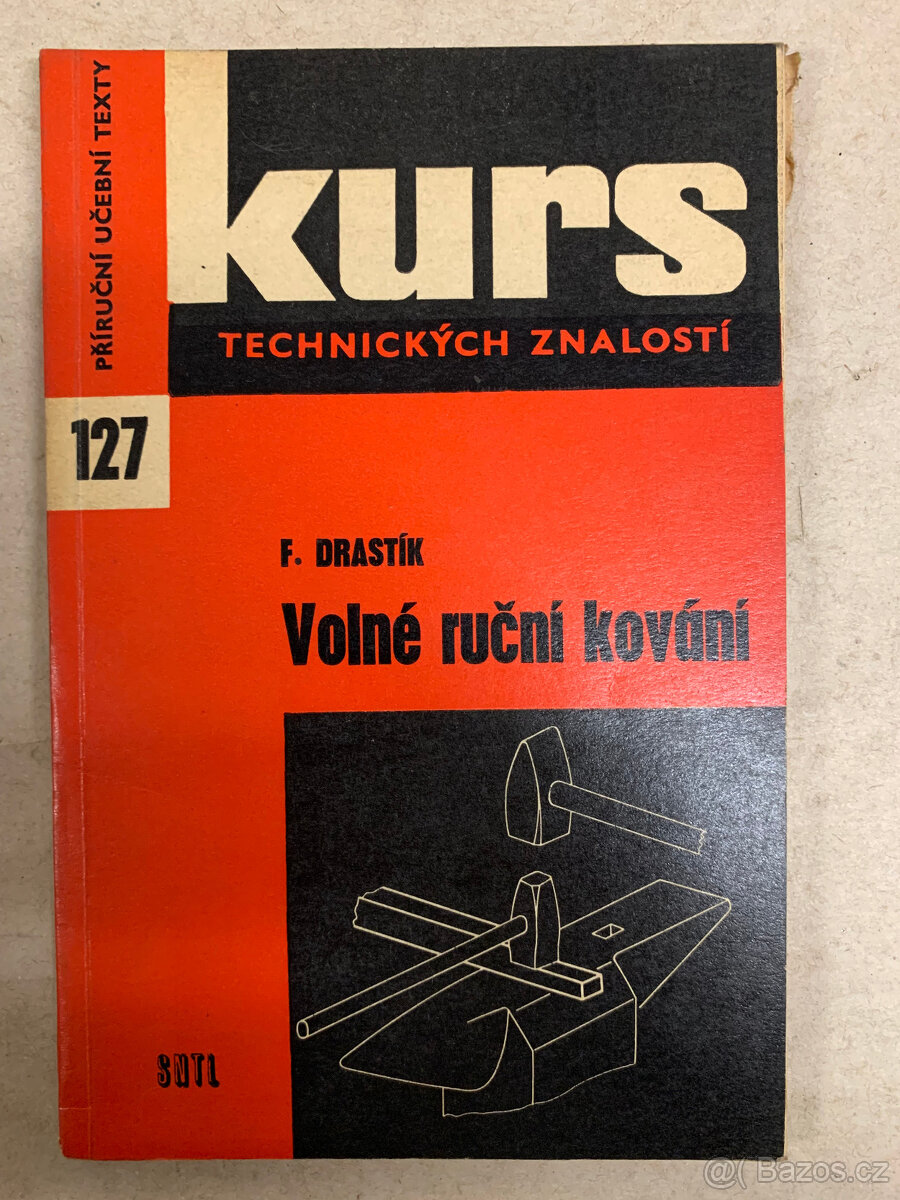 PŘÍRUČNÍ UČEBNÍ TEXTY
kurs
TECHNICKÝCH ZNALOSTÍ
127
F. DRASTÍK
Volné ruční kování
SNTL
@( Bazos.cz